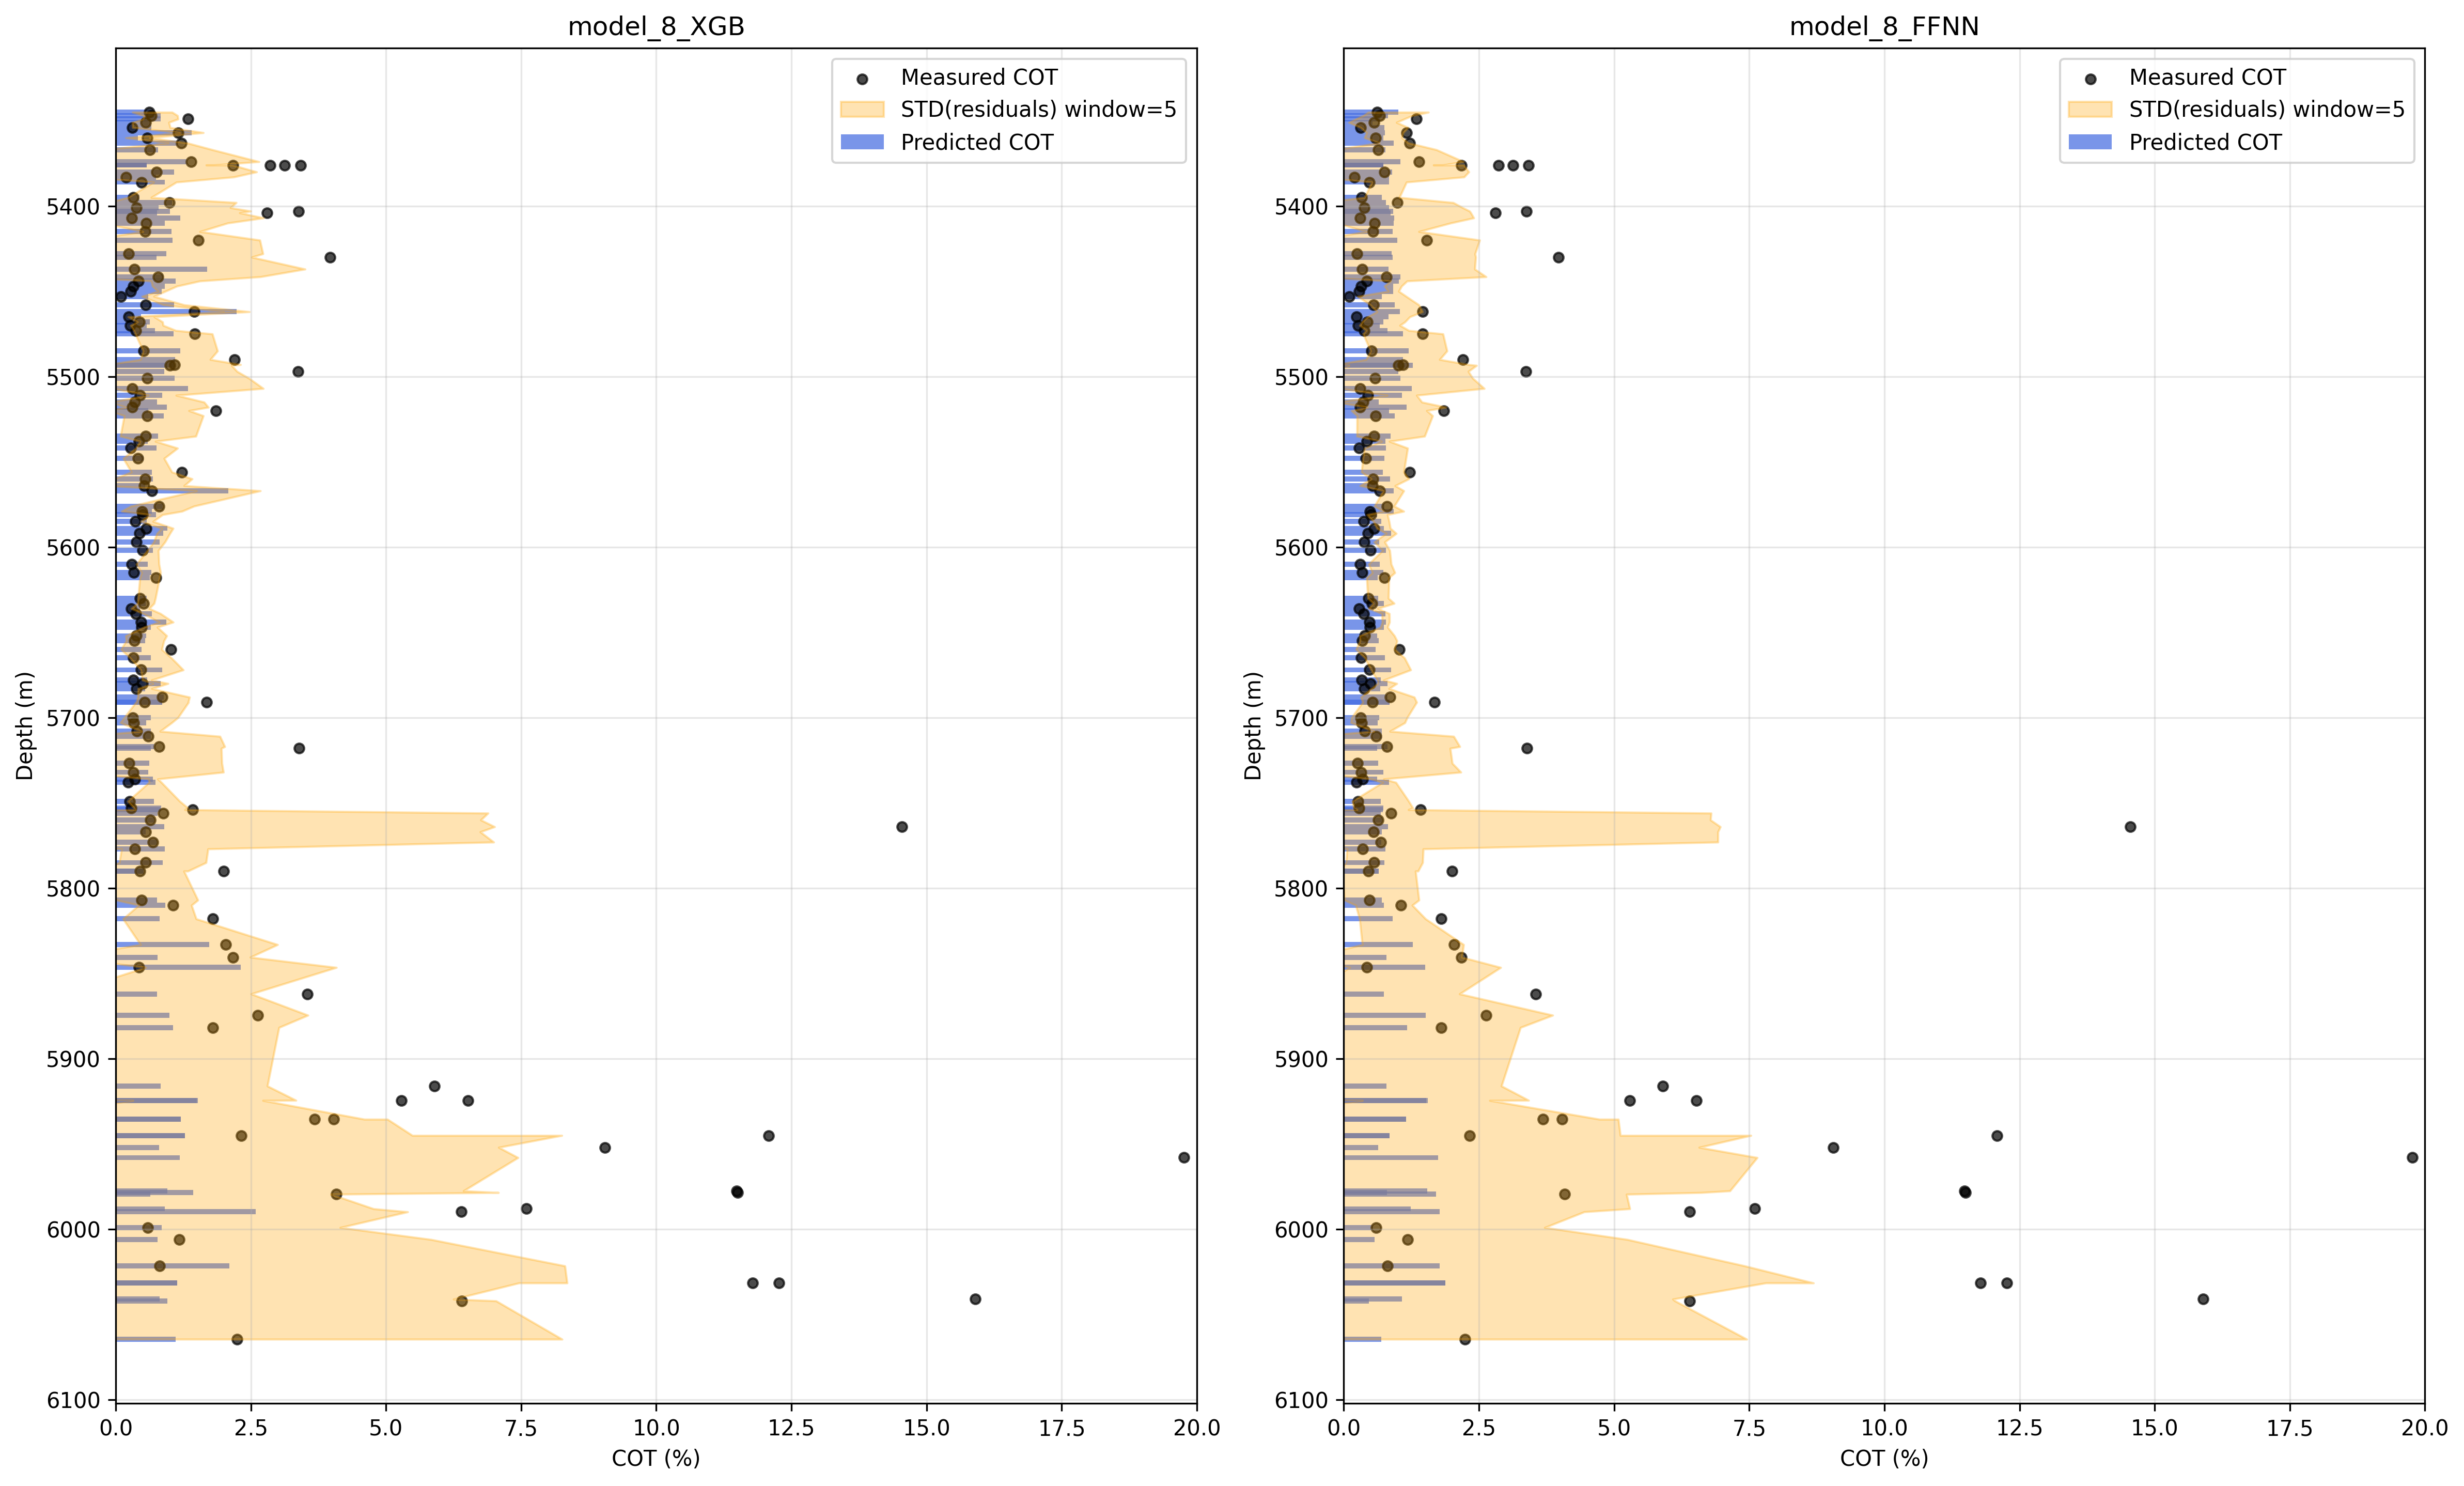 model_8_XGB
Measured COT
STD(residuals) window=5
Predicted COT
Depth (m)
5400
5500
5600
5700
5800
5900
6000
6100
0.0 2.5 5.0 7.5 10.0 12.5 15.0 17.5 20.0
COT (%)
model_8_FFNN
Measured COT
STD(residuals) window=5
Predicted COT
Depth (m)
5400
5500
5600
5700
5800
5900
6000
6100
0.0 2.5 5.0 7.5 10.0 12.5 15.0 17.5 20.0
COT (%)